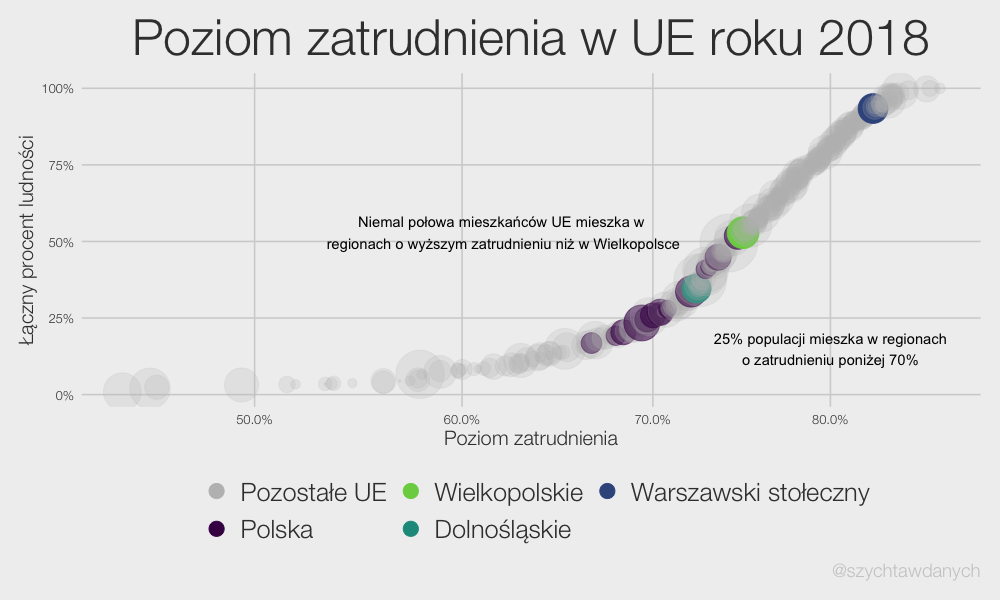 Poziom zatrudnienia w UE roku 2018
Łączny procent ludności
100%
75%
50%
25%
0%
Niemal połowa mieszkańców UE mieszka w
regionach o wyższym zatrudnieniu niż w Wielkopolsce
25% populacji mieszka w regionach
o zatrudnieniu poniżej 70%
50.0% 60.0% 70.0% 80.0%
Poziom zatrudnienia
Pozostałe UE Wielkopolskie Warszawski stołeczny
Polska Dolnośląskie
@szychtawdanych